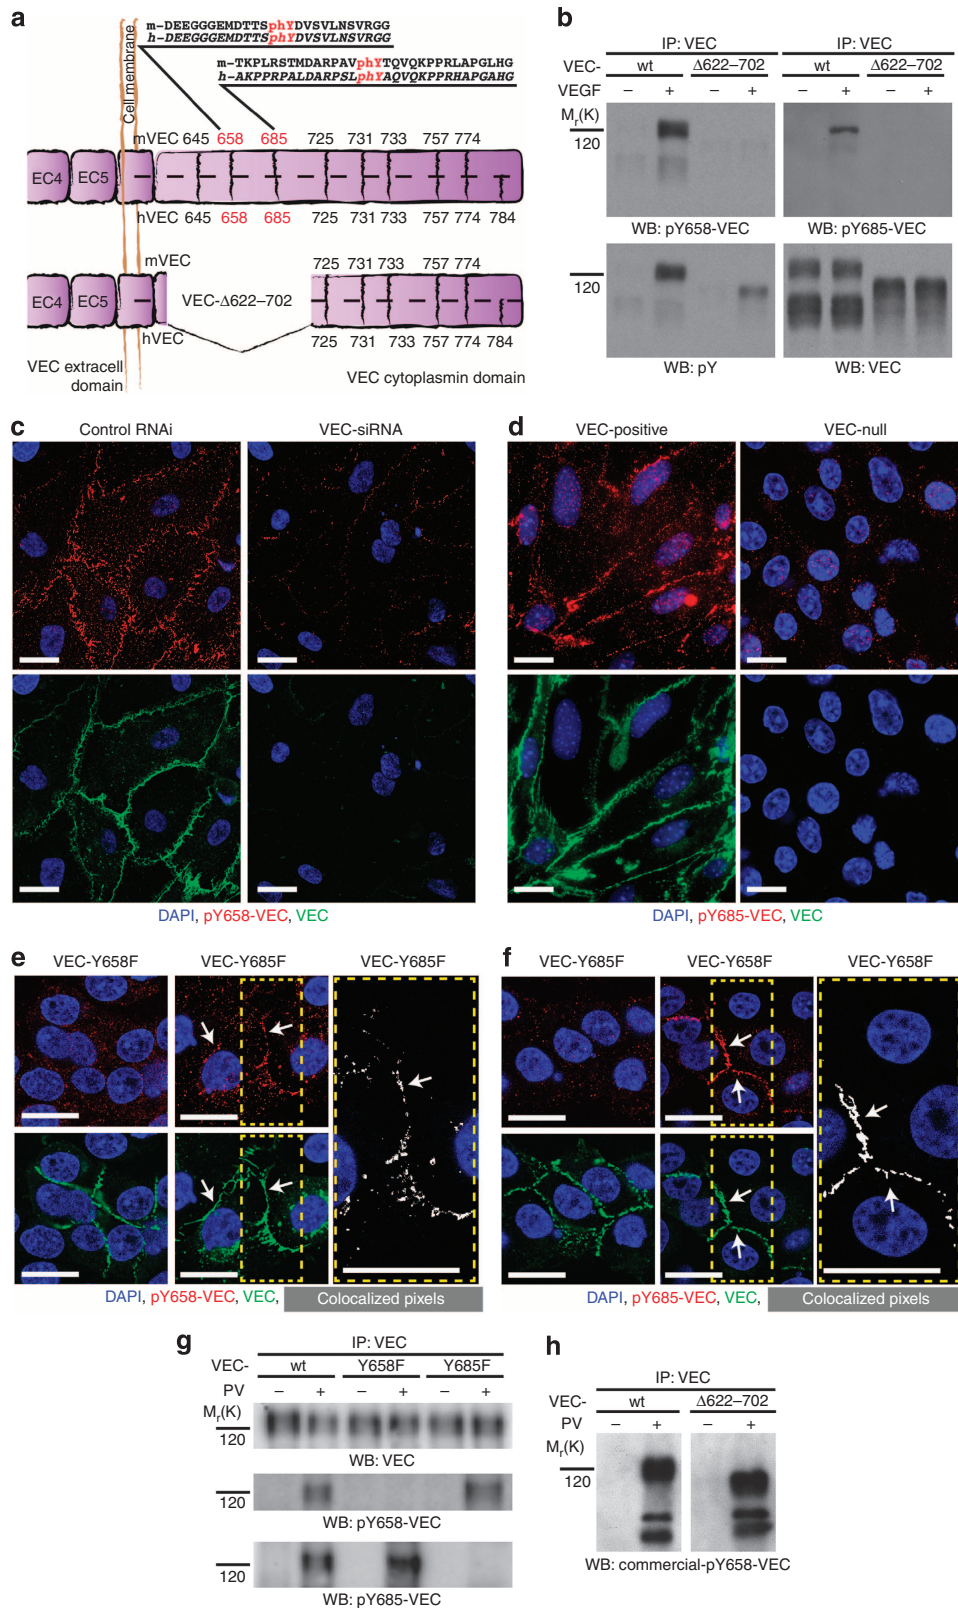 a
m-DEEGGGEMDTTSphYDVSVLNSVRGG
h-DEEGGGEMDTTSphYDVSVLNSVRGG
m-TKPLRSTMDARPAVphYTQVQKPPRLAPGLHG
h-AKPPRPALDARPSLphYAQVQKPPRHAPGAHG
Cell membrane
mVEC 645 658 685 725 731 733 757 774
EC4 EC5
hVEC 645 658 685 725 731 733 757 774 784
mVEC 725 731 733 757 774
EC4 EC5 VEC-Δ622–702
hVEC 725 731 733 757 774 784
VEC extracell domain
VEC cytoplasmin domain
b
IP: VEC IP: VEC
VEC- wt Δ622–702 wt Δ622–702
VEGF – + – + – + – +
Mr(K)
120
WB: pY658-VEC WB: pY685-VEC
120
WB: pY WB: VEC
c
Control RNAi VEC-siRNA
DAPI, pY658-VEC, VEC
d
VEC-positive VEC-null
DAPI, pY685-VEC, VEC
e
VEC-Y658F VEC-Y685F VEC-Y685F
DAPI, pY658-VEC, VEC, Colocalized pixels
f
VEC-Y685F VEC-Y658F VEC-Y658F
DAPI, pY685-VEC, VEC, Colocalized pixels
g
IP: VEC
VEC- wt Y658F Y685F
PV – + – + – +
Mr(K)
120
WB: VEC
120
WB: pY658-VEC
120
WB: pY685-VEC
h
IP: VEC
VEC- wt Δ622–702
PV – + – +
Mr(K)
120
WB: commercial-pY658-VEC